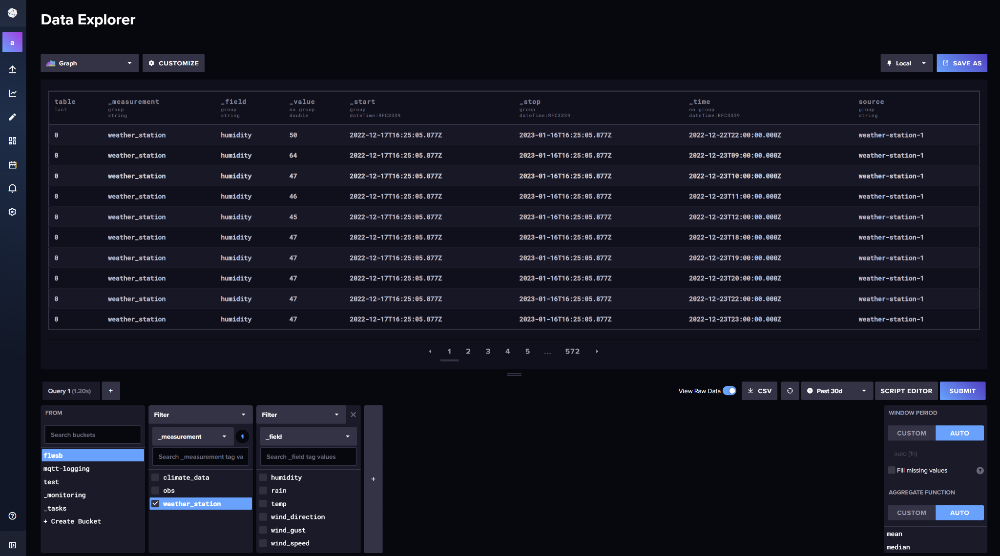 Data Explorer
a
Graph
CUSTOMIZE
Local
SAVE AS
table _measurement _field _value _start _stop _time source
last group group no group group group no group group
string string double dateTime:RFC3339 dateTime:RFC3339 dateTime:RFC3339 string
0 weather_station humidity 50 2022-12-17T16:25:05.877Z 2023-01-16T16:25:05.877Z 2022-12-22T22:00:00.000Z weather-station-1
0 weather_station humidity 64 2022-12-17T16:25:05.877Z 2023-01-16T16:25:05.877Z 2022-12-23T09:00:00.000Z weather-station-1
0 weather_station humidity 47 2022-12-17T16:25:05.877Z 2023-01-16T16:25:05.877Z 2022-12-23T10:00:00.000Z weather-station-1
0 weather_station humidity 46 2022-12-17T16:25:05.877Z 2023-01-16T16:25:05.877Z 2022-12-23T11:00:00.000Z weather-station-1
0 weather_station humidity 45 2022-12-17T16:25:05.877Z 2023-01-16T16:25:05.877Z 2022-12-23T12:00:00.000Z weather-station-1
0 weather_station humidity 47 2022-12-17T16:25:05.877Z 2023-01-16T16:25:05.877Z 2022-12-23T18:00:00.000Z weather-station-1
0 weather_station humidity 47 2022-12-17T16:25:05.877Z 2023-01-16T16:25:05.877Z 2022-12-23T19:00:00.000Z weather-station-1
0 weather_station humidity 47 2022-12-17T16:25:05.877Z 2023-01-16T16:25:05.877Z 2022-12-23T20:00:00.000Z weather-station-1
0 weather_station humidity 47 2022-12-17T16:25:05.877Z 2023-01-16T16:25:05.877Z 2022-12-23T22:00:00.000Z weather-station-1
0 weather_station humidity 47 2022-12-17T16:25:05.877Z 2023-01-16T16:25:05.877Z 2022-12-23T23:00:00.000Z weather-station-1
1 2 3 4 5 ... 572
Query 1 (1.20s)
+
View Raw Data
CSV
Past 30d
SCRIPT EDITOR
SUBMIT
FROM
Search buckets
flwsb
mqtt-logging
test
_monitoring
_tasks
+ Create Bucket
Filter
_measurement
1
Search _measurement tag va
climate_data
obs
weather_station
Filter
_field
Search _field tag values
humidity
rain
temp
wind_direction
wind_gust
wind_speed
+
WINDOW PERIOD
CUSTOM AUTO
auto (1h)
Fill missing values
?
AGGREGATE FUNCTION
CUSTOM AUTO
mean
median